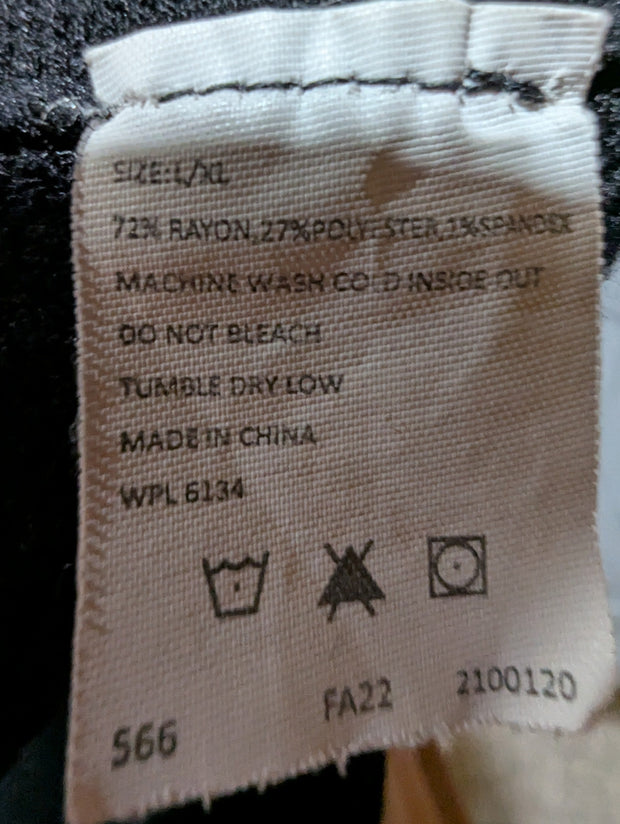 SIZE:L/XL
72% RAYON,27%POLYESTER,1%SPANDEX
MACHINE WASH COLD INSIDE OUT
DO NOT BLEACH
TUMBLE DRY LOW
MADE IN CHINA
WPL 6134
FA22 2100120
566